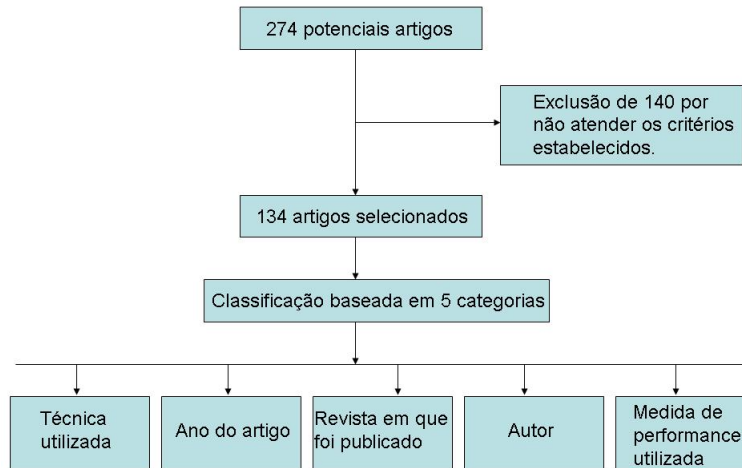 274 potenciais artigos
Exclusão de 140 por
não atender os critérios
estabelecidos.
134 artigos selecionados
Classificação baseada em 5 categorias
Técnica
utilizada
Ano do artigo
Revista em que
foi publicado
Autor
Medida de
performance
utilizada